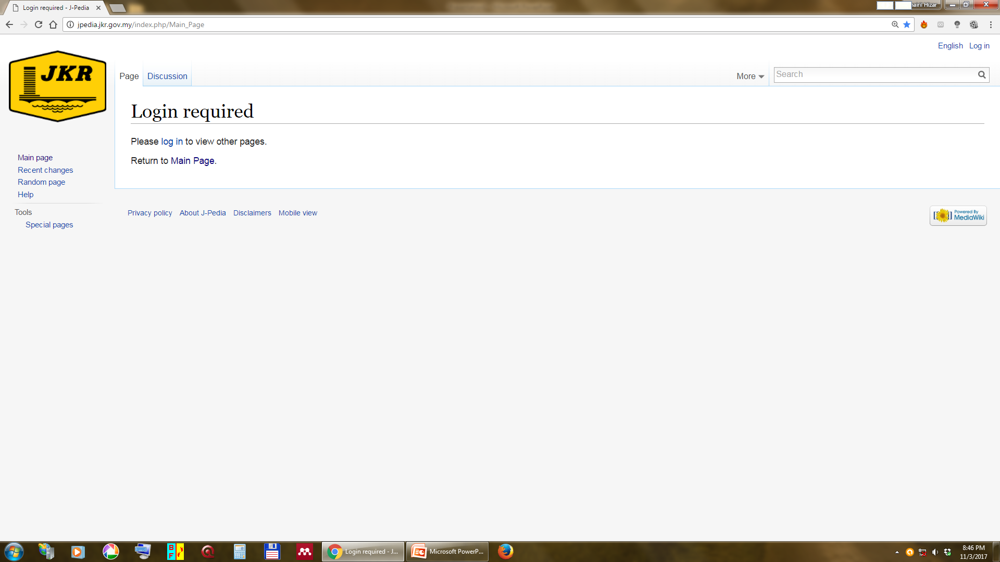 Login required - J-Pedia
Hizar
jpedia.jkr.gov.my/index.php/Main_Page
English Log in
JKR
Page Discussion More Search
Login required
Please log in to view other pages.
Return to Main Page.
Main page
Recent changes
Random page
Help
Tools
Special pages
Privacy policy About J-Pedia Disclaimers Mobile view
Powered By
MediaWiki
B
F
Login required - J...
Microsoft PowerP...
8:46 PM
11/3/2017